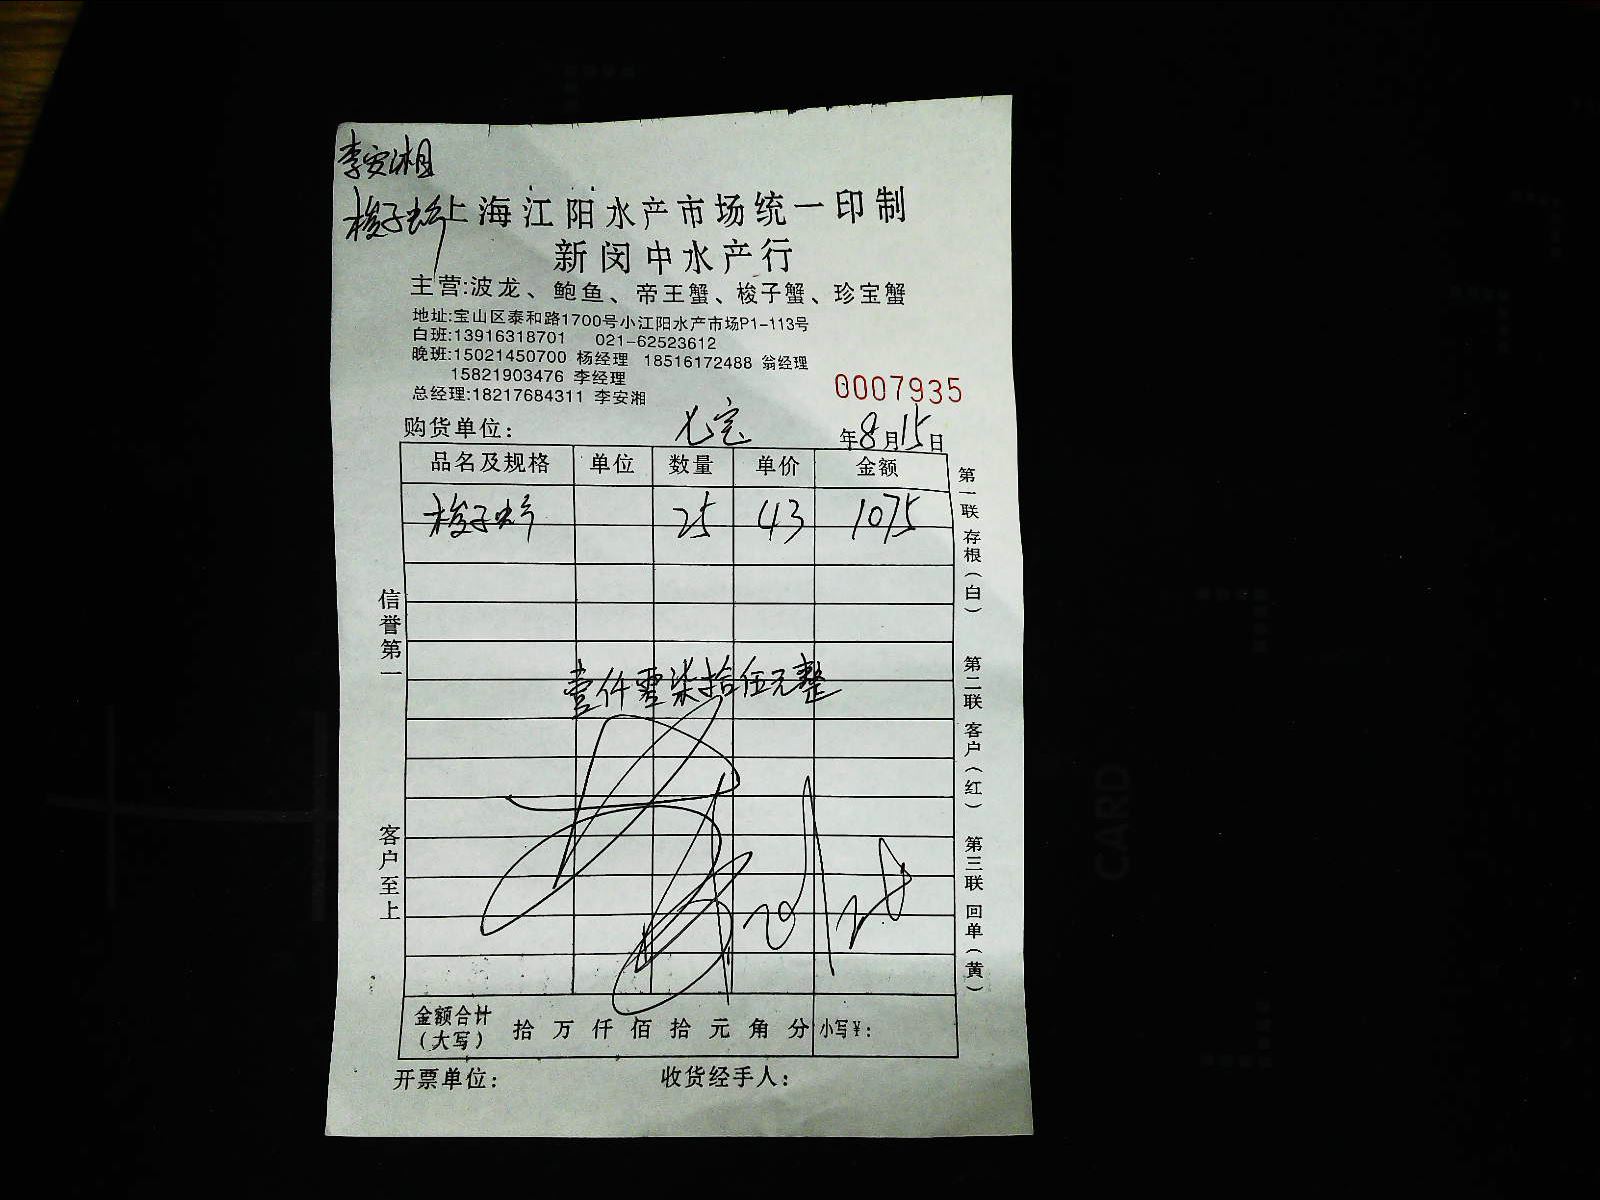 李安湘
梭子虾
上海江阳水产市场统一印制
新闵中水产行
主营:波龙、鲍鱼、帝王蟹、梭子蟹、珍宝蟹
地址:宝山区泰和路1700号小江阳水产市场P1-113号
白班:13916318701 021-62523612
晚班:15021450700 杨经理 18516172488 翁经理
15821903476 李经理
总经理:18217684311 李安湘
0007935
购货单位: 七宝 年8月15日
品名及规格 单位 数量 单价 金额
梭子虾 25 43 1075
壹仟零柒拾伍元整
金额合计(大写) 拾 万 仟 佰 拾 元 角 分 小写¥:
开票单位: 收货经手人:
信誉第一
客户至上
第一联 存根(白)
第二联 客户(红)
第三联 回单(黄)
CARD